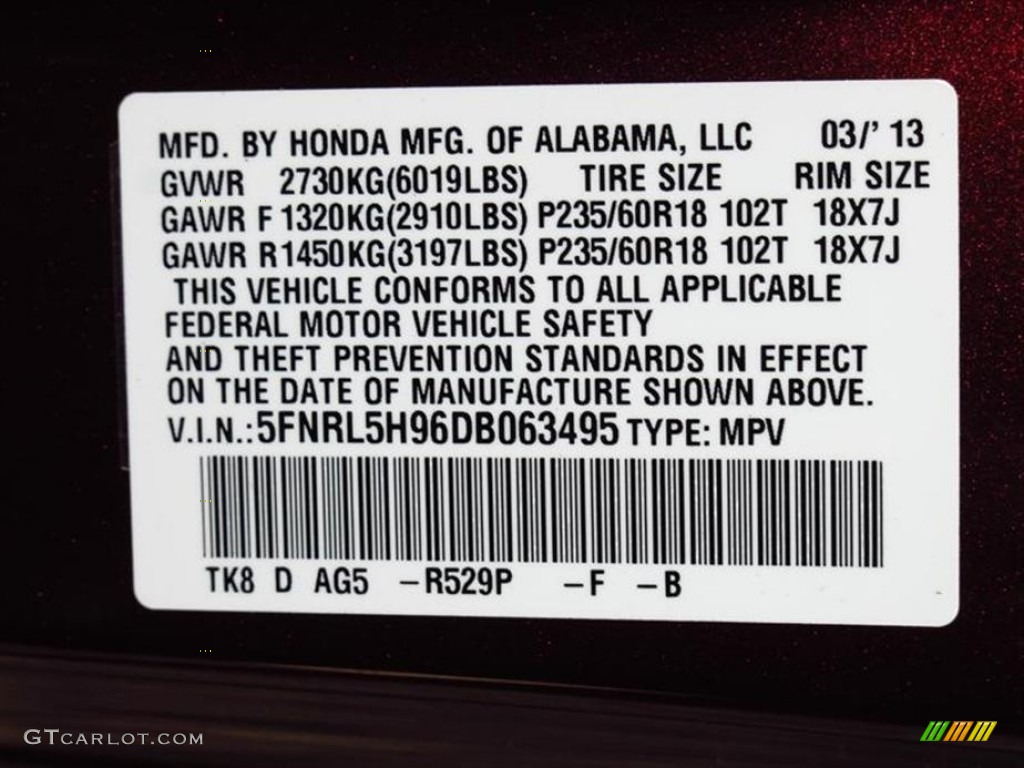 MFD. BY HONDA MFG. OF ALABAMA, LLC 03/' 13
GVWR 2730KG(6019LBS) TIRE SIZE RIM SIZE
GAWR F 1320KG(2910LBS) P235/60R18 102T 18X7J
GAWR R1450KG(3197LBS) P235/60R18 102T 18X7J
THIS VEHICLE CONFORMS TO ALL APPLICABLE
FEDERAL MOTOR VEHICLE SAFETY
AND THEFT PREVENTION STANDARDS IN EFFECT
ON THE DATE OF MANUFACTURE SHOWN ABOVE.
V.I.N.:5FNRL5H96DB063495 TYPE: MPV
TK8 D AG5 –R529P –F –B
GTCARLOT.COM